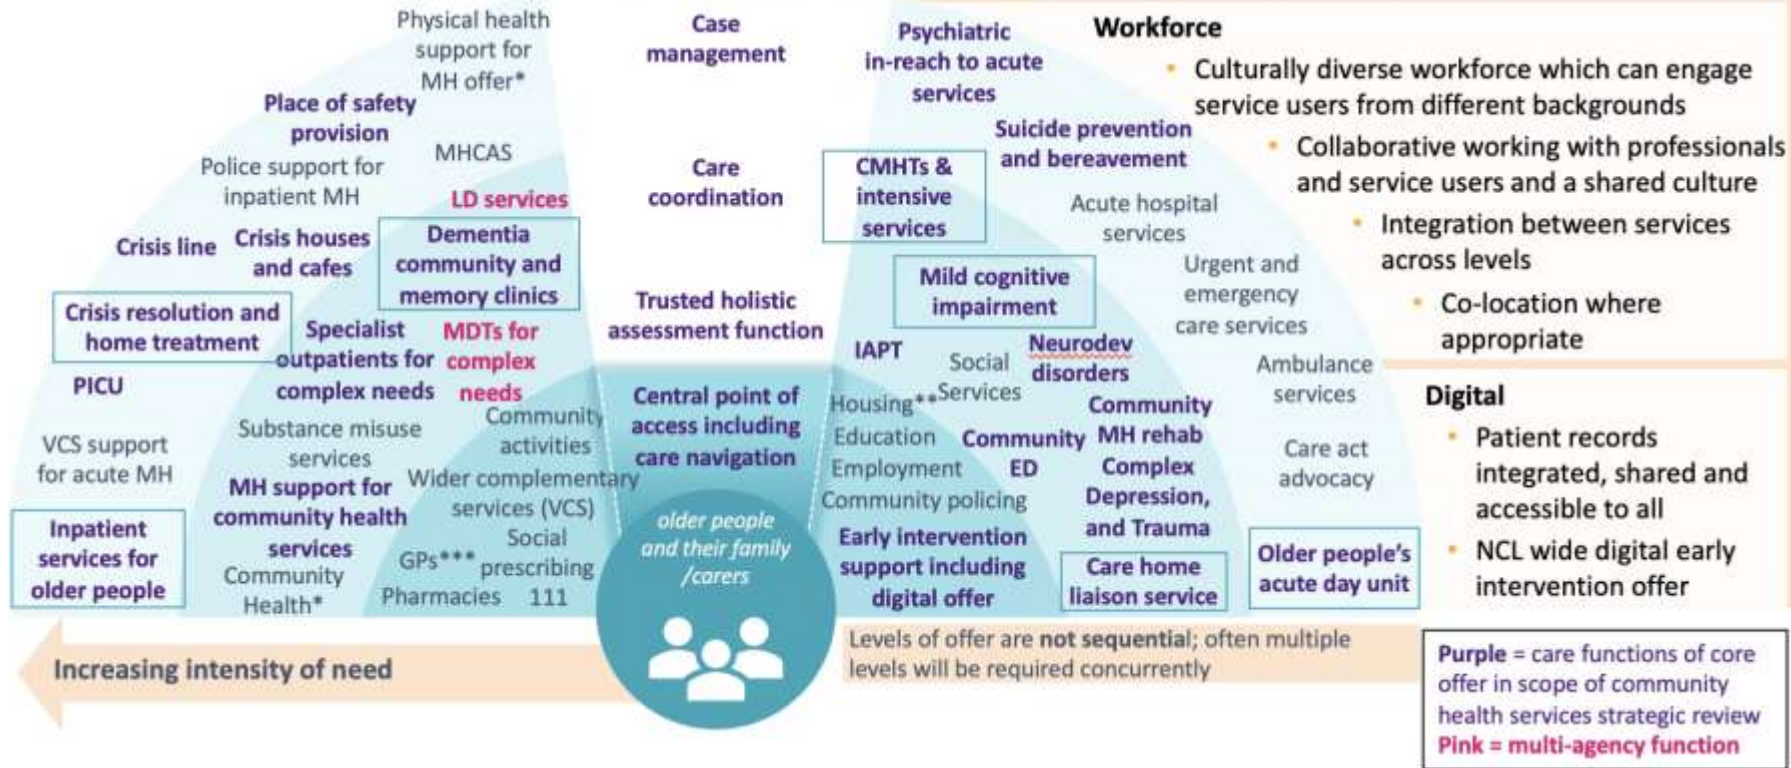 Physical health
support for
MH offer*
Place of safety
provision
Police support for
inpatient MH
MHCAS
LD services
Crisis line
Crisis houses
and cafes
Dementia
community and
memory clinics
Crisis resolution and
home treatment
Specialist
outpatients for
complex needs
MDTs for
complex
needs
PICU
Community
activities
VCS support
for acute MH
Substance misuse
services
Wider complementary
services (VCS)
MH support for
community health
services
Inpatient
services for
older people
Social
prescribing
GPs***
Community
Health*
Pharmacies
111
Case
management
Care
coordination
Trusted holistic
assessment function
Central point of
access including
care navigation
older people
and their family
/carers
Psychiatric
in-reach to acute
services
Suicide prevention
and bereavement
CMHTs &
intensive
services
Acute hospital
services
Mild cognitive
impairment
Urgent and
emergency
care services
IAPT
Social
Services
Neurodev
disorders
Ambulance
services
Housing**
Education
Employment
Community policing
Community
ED
Community
MH rehab
Complex
Depression,
and Trauma
Care act
advocacy
Early intervention
support including
digital offer
Care home
liaison service
Older people's
acute day unit
Workforce
• Culturally diverse workforce which can engage
service users from different backgrounds
• Collaborative working with professionals
and service users and a shared culture
• Integration between services
across levels
• Co-location where
appropriate
Digital
• Patient records
integrated, shared and
accessible to all
• NCL wide digital early
intervention offer
Increasing intensity of need
Levels of offer are not sequential; often multiple
levels will be required concurrently
Purple = care functions of core
offer in scope of community
health services strategic review
Pink = multi-agency function